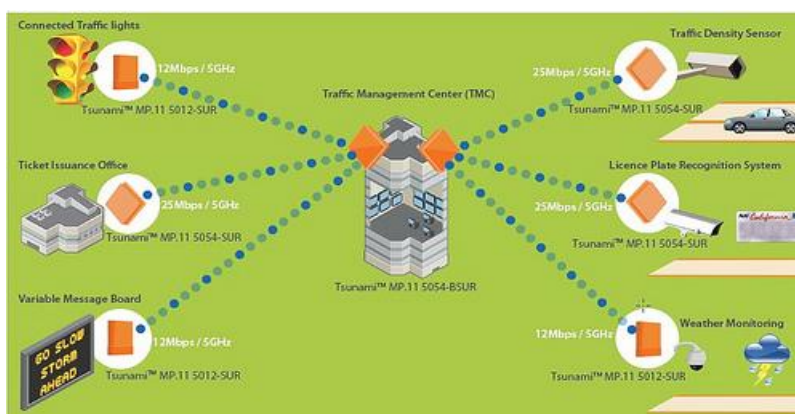 Connected Traffic lights
12Mbps / 5GHz
Tsunami™ MP.11 5012-SUR
Traffic Density Sensor
25Mbps / 5GHz
Tsunami™ MP.11 5054-SUR
Traffic Management Center (TMC)
Tsunami™ MP.11 5054-BSUR
Ticket Issuance Office
25Mbps / 5GHz
Tsunami™ MP.11 5054-SUR
Licence Plate Recognition System
25Mbps / 5GHz
Tsunami™ MP.11 5054-SUR
California
Variable Message Board
12Mbps / 5GHz
GO SLOW
STORM
AHEAD
Tsunami™ MP.11 5012-SUR
Weather Monitoring
12Mbps / 5GHz
Tsunami™ MP.11 5012-SUR